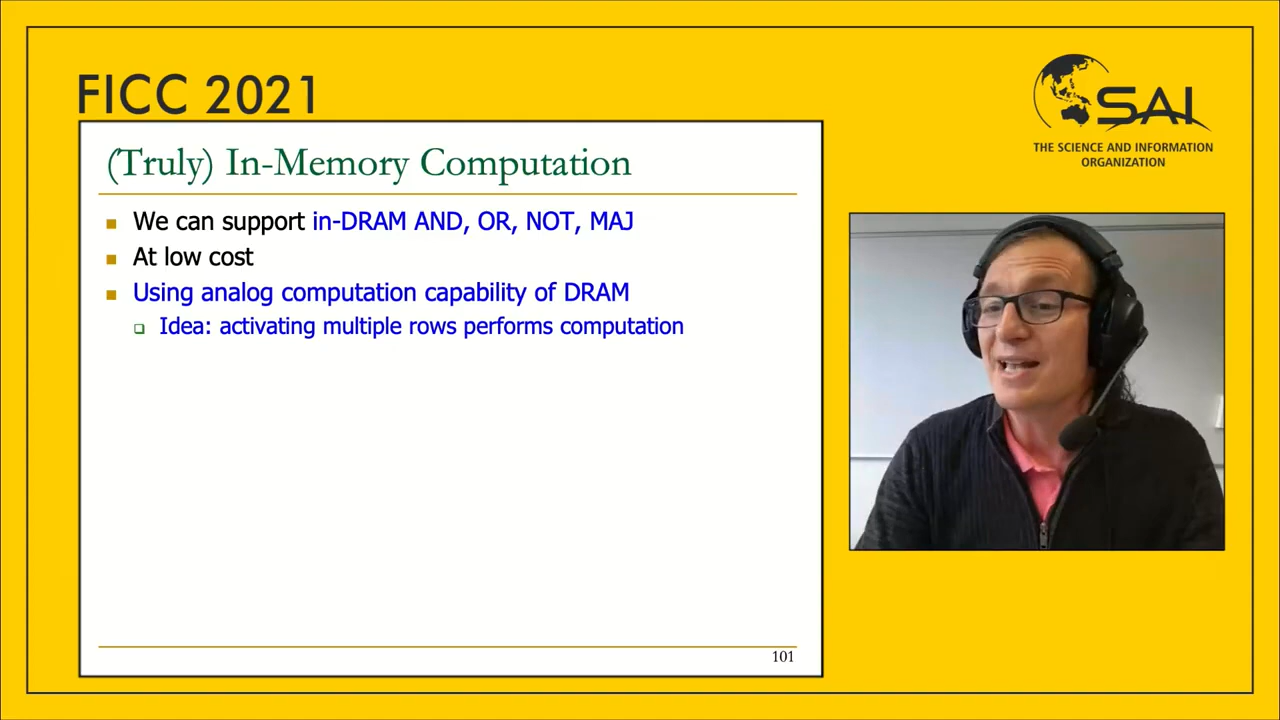 FICC 2021
SAI
THE SCIENCE AND INFORMATION
ORGANIZATION
(Truly) In-Memory Computation
We can support in-DRAM AND, OR, NOT, MAJ
At low cost
Using analog computation capability of DRAM
Idea: activating multiple rows performs computation
101